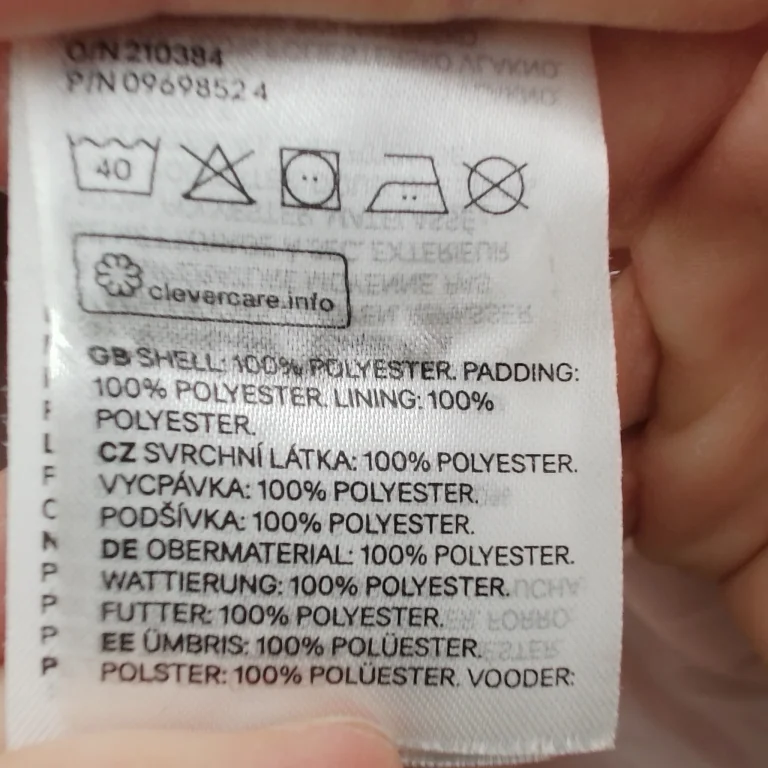 O/N 210384
P/N 09698524
40
clevercare.info
GB SHELL: 100% POLYESTER. PADDING:
100% POLYESTER. LINING: 100%
POLYESTER.
CZ SVRCHNÍ LÁTKA: 100% POLYESTER.
VYCPÁVKA: 100% POLYESTER.
PODŠÍVKA: 100% POLYESTER.
DE OBERMATERIAL: 100% POLYESTER.
WATTIERUNG: 100% POLYESTER.
FUTTER: 100% POLYESTER.
EE ÜMBRIS: 100% POLÜESTER.
POLSTER: 100% POLÜESTER. VOODER: